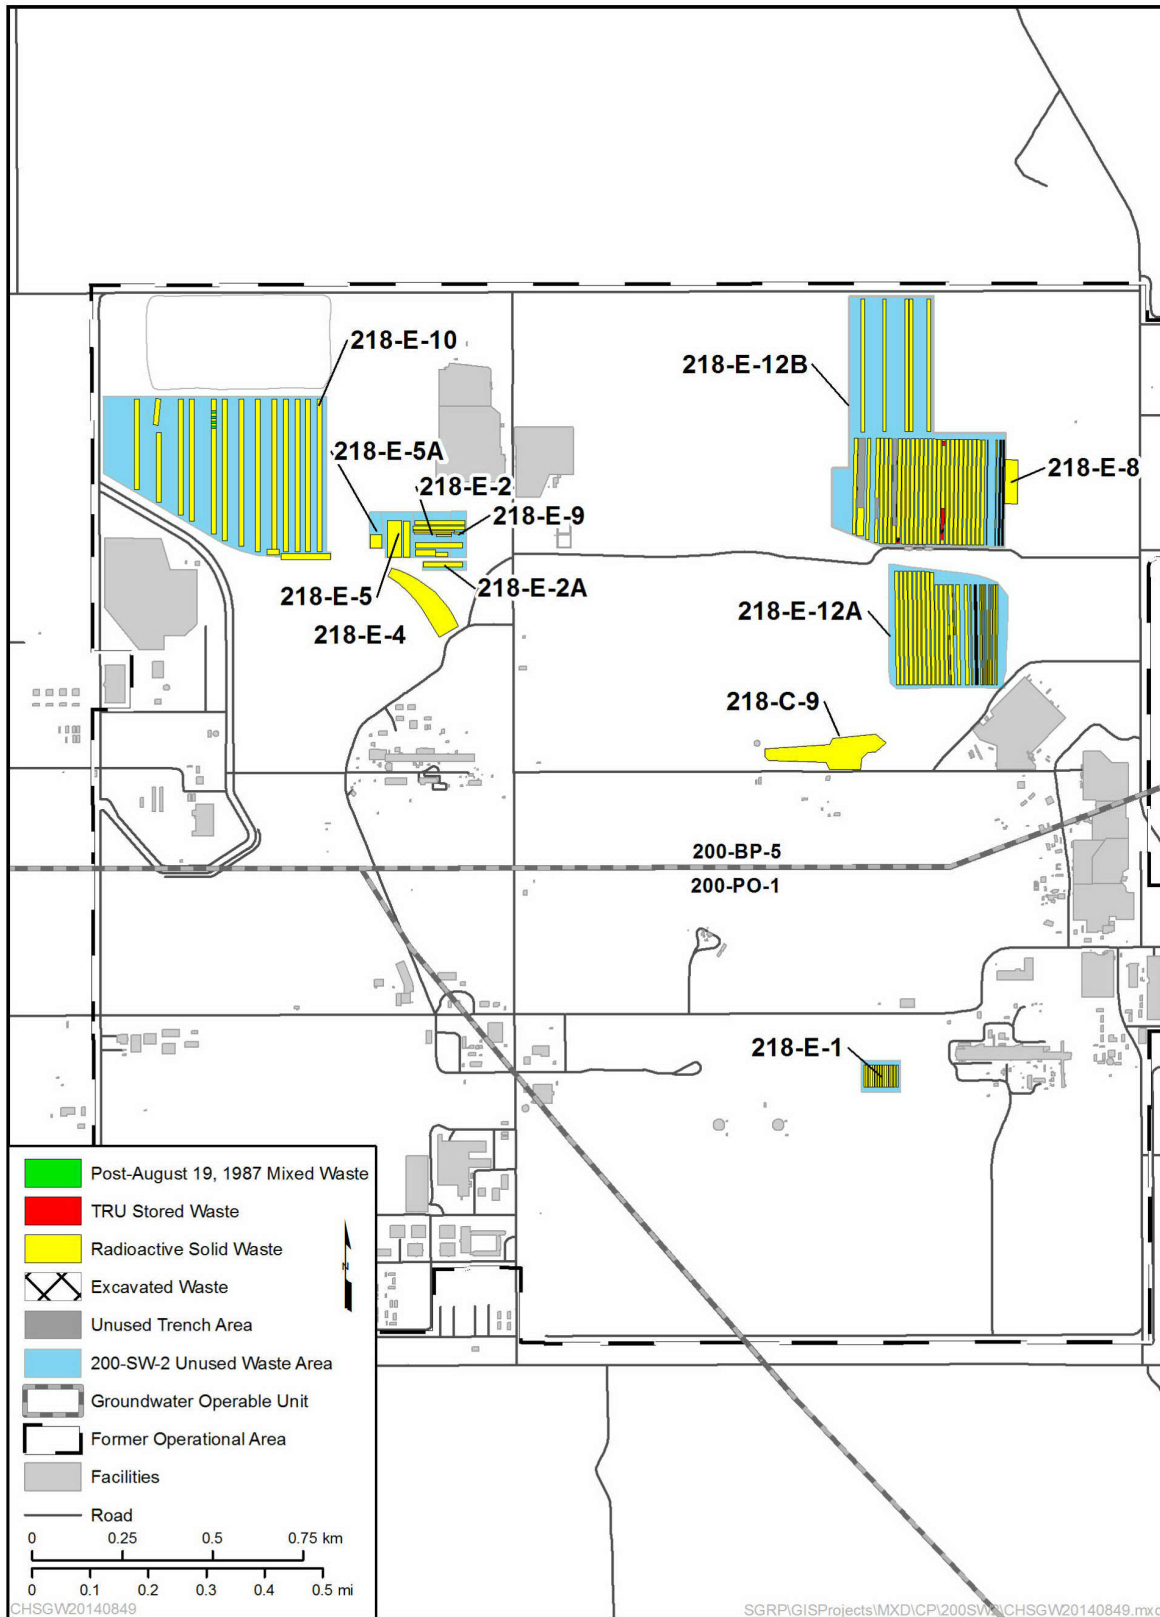 218-E-10
218-E-12B
218-E-5A
218-E-8
218-E-2
218-E-9
218-E-2A
218-E-5
218-E-12A
218-E-4
218-C-9
200-BP-5
200-PO-1
218-E-1
Post-August 19, 1987 Mixed Waste
TRU Stored Waste
Radioactive Solid Waste
Excavated Waste
N
Unused Trench Area
200-SW-2 Unused Waste Area
Groundwater Operable Unit
Former Operational Area
Facilities
Road
0 0.25 0.5 0.75 km
0 0.1 0.2 0.3 0.4 0.5 mi
CHSGW20140849